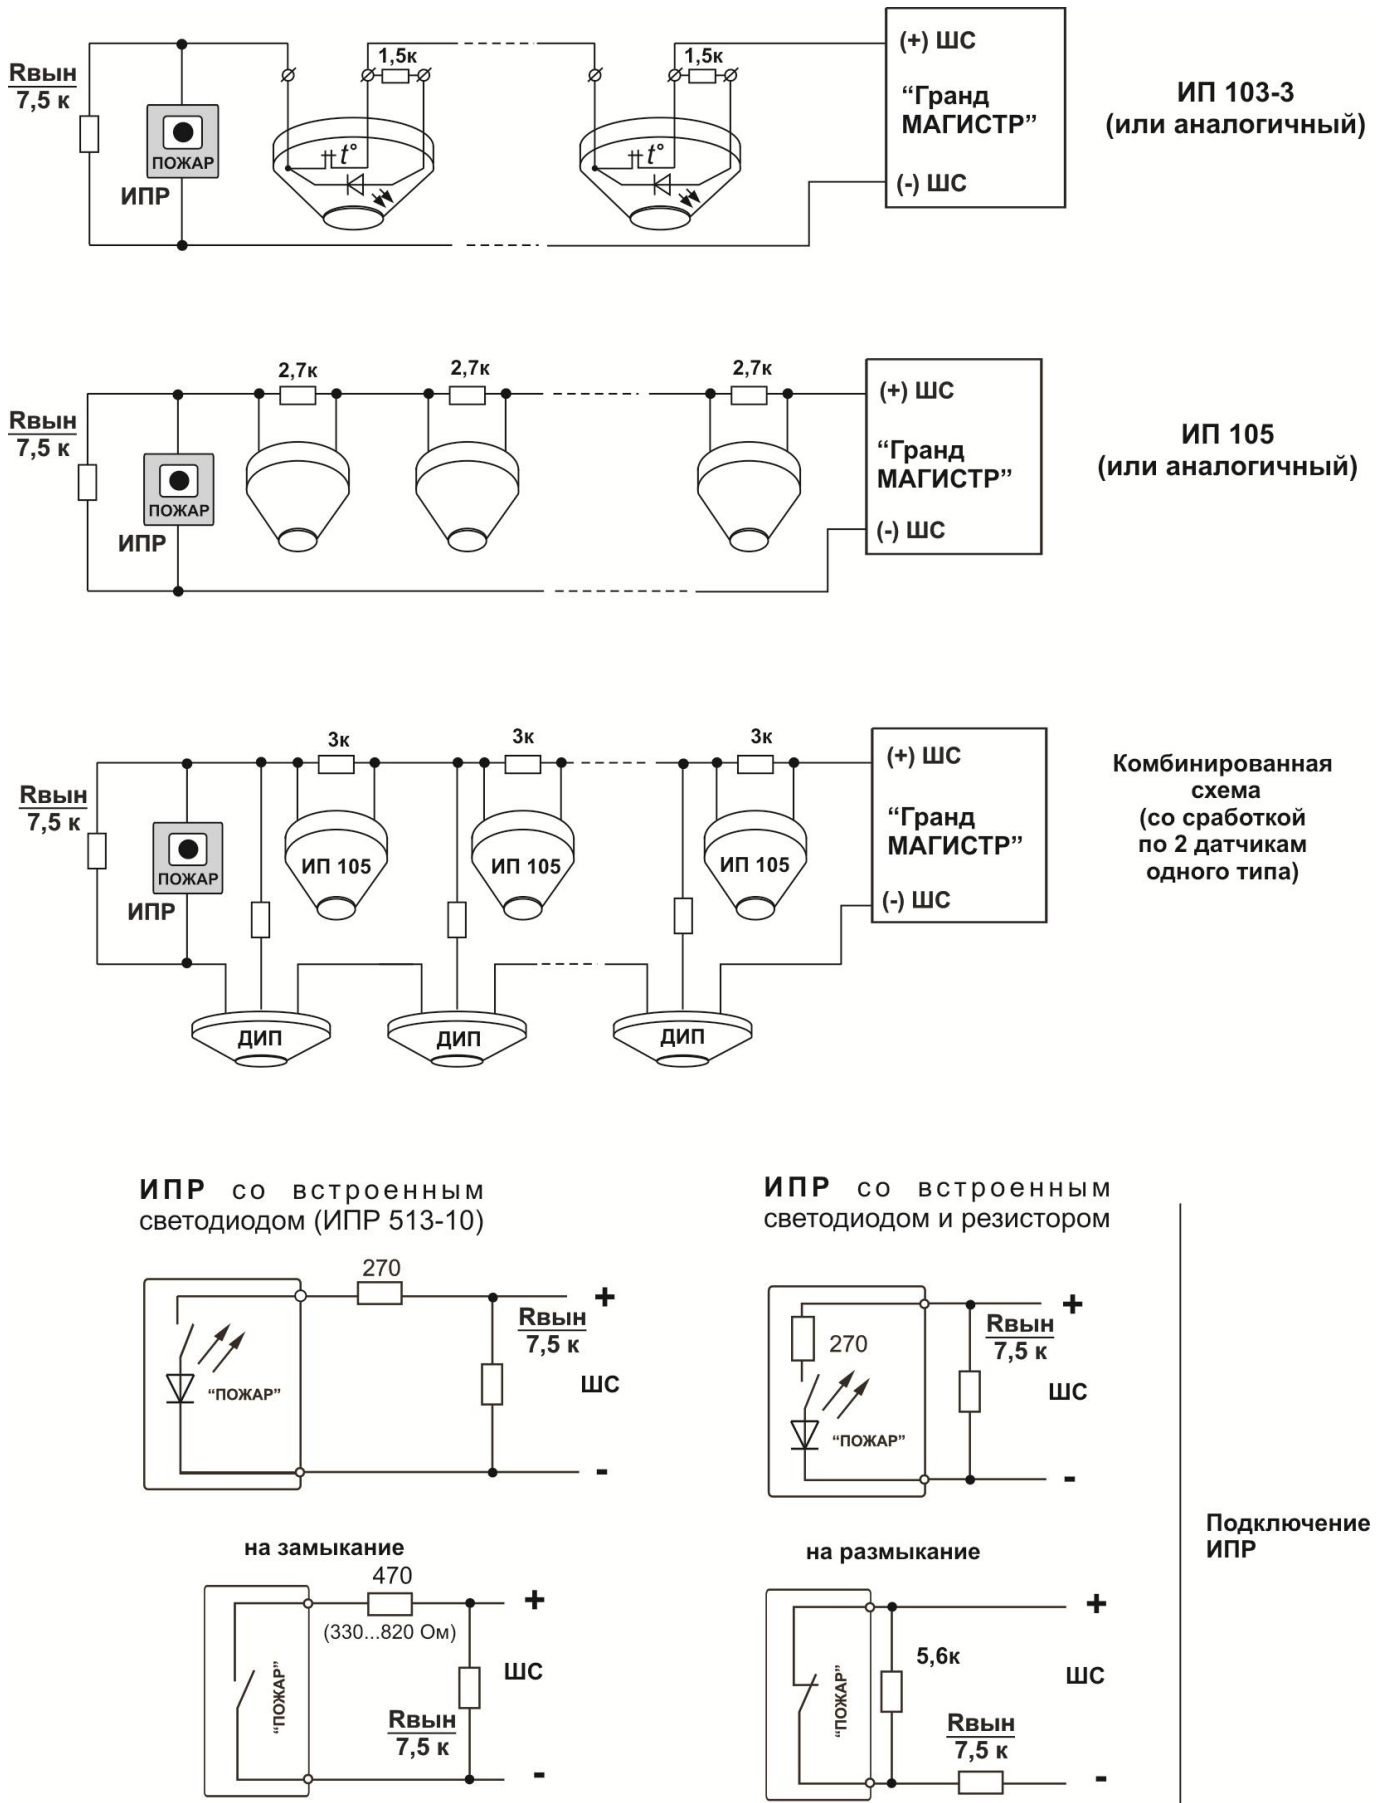 Rвын
7,5 к
ПОЖАР
ИПР
1,5к
t°
1,5к
t°
(+) ШС
“Гранд
МАГИСТР”
(-) ШС
ИП 103-3
(или аналогичный)
Rвын
7,5 к
ПОЖАР
ИПР
2,7к
2,7к
2,7к
(+) ШС
“Гранд
МАГИСТР”
(-) ШС
ИП 105
(или аналогичный)
Rвын
7,5 к
ПОЖАР
ИПР
3к
3к
3к
ИП 105
ИП 105
ИП 105
ДИП
ДИП
ДИП
(+) ШС
“Гранд
МАГИСТР”
(-) ШС
Комбинированная
схема
(со сработкой
по 2 датчикам
одного типа)
ИПР со встроенным
светодиодом (ИПР 513-10)
270
+
Rвын
7,5 к
ШС
“ПОЖАР”
-
ИПР со встроенным
светодиодом и резистором
+
Rвын
7,5 к
270
ШС
“ПОЖАР”
-
на замыкание
470
+
(330...820 Ом)
ШС
“ПОЖАР”
Rвын
7,5 к
-
на размыкание
+
5,6к
ШС
“ПОЖАР”
Rвын
7,5 к
-
Подключение
ИПР